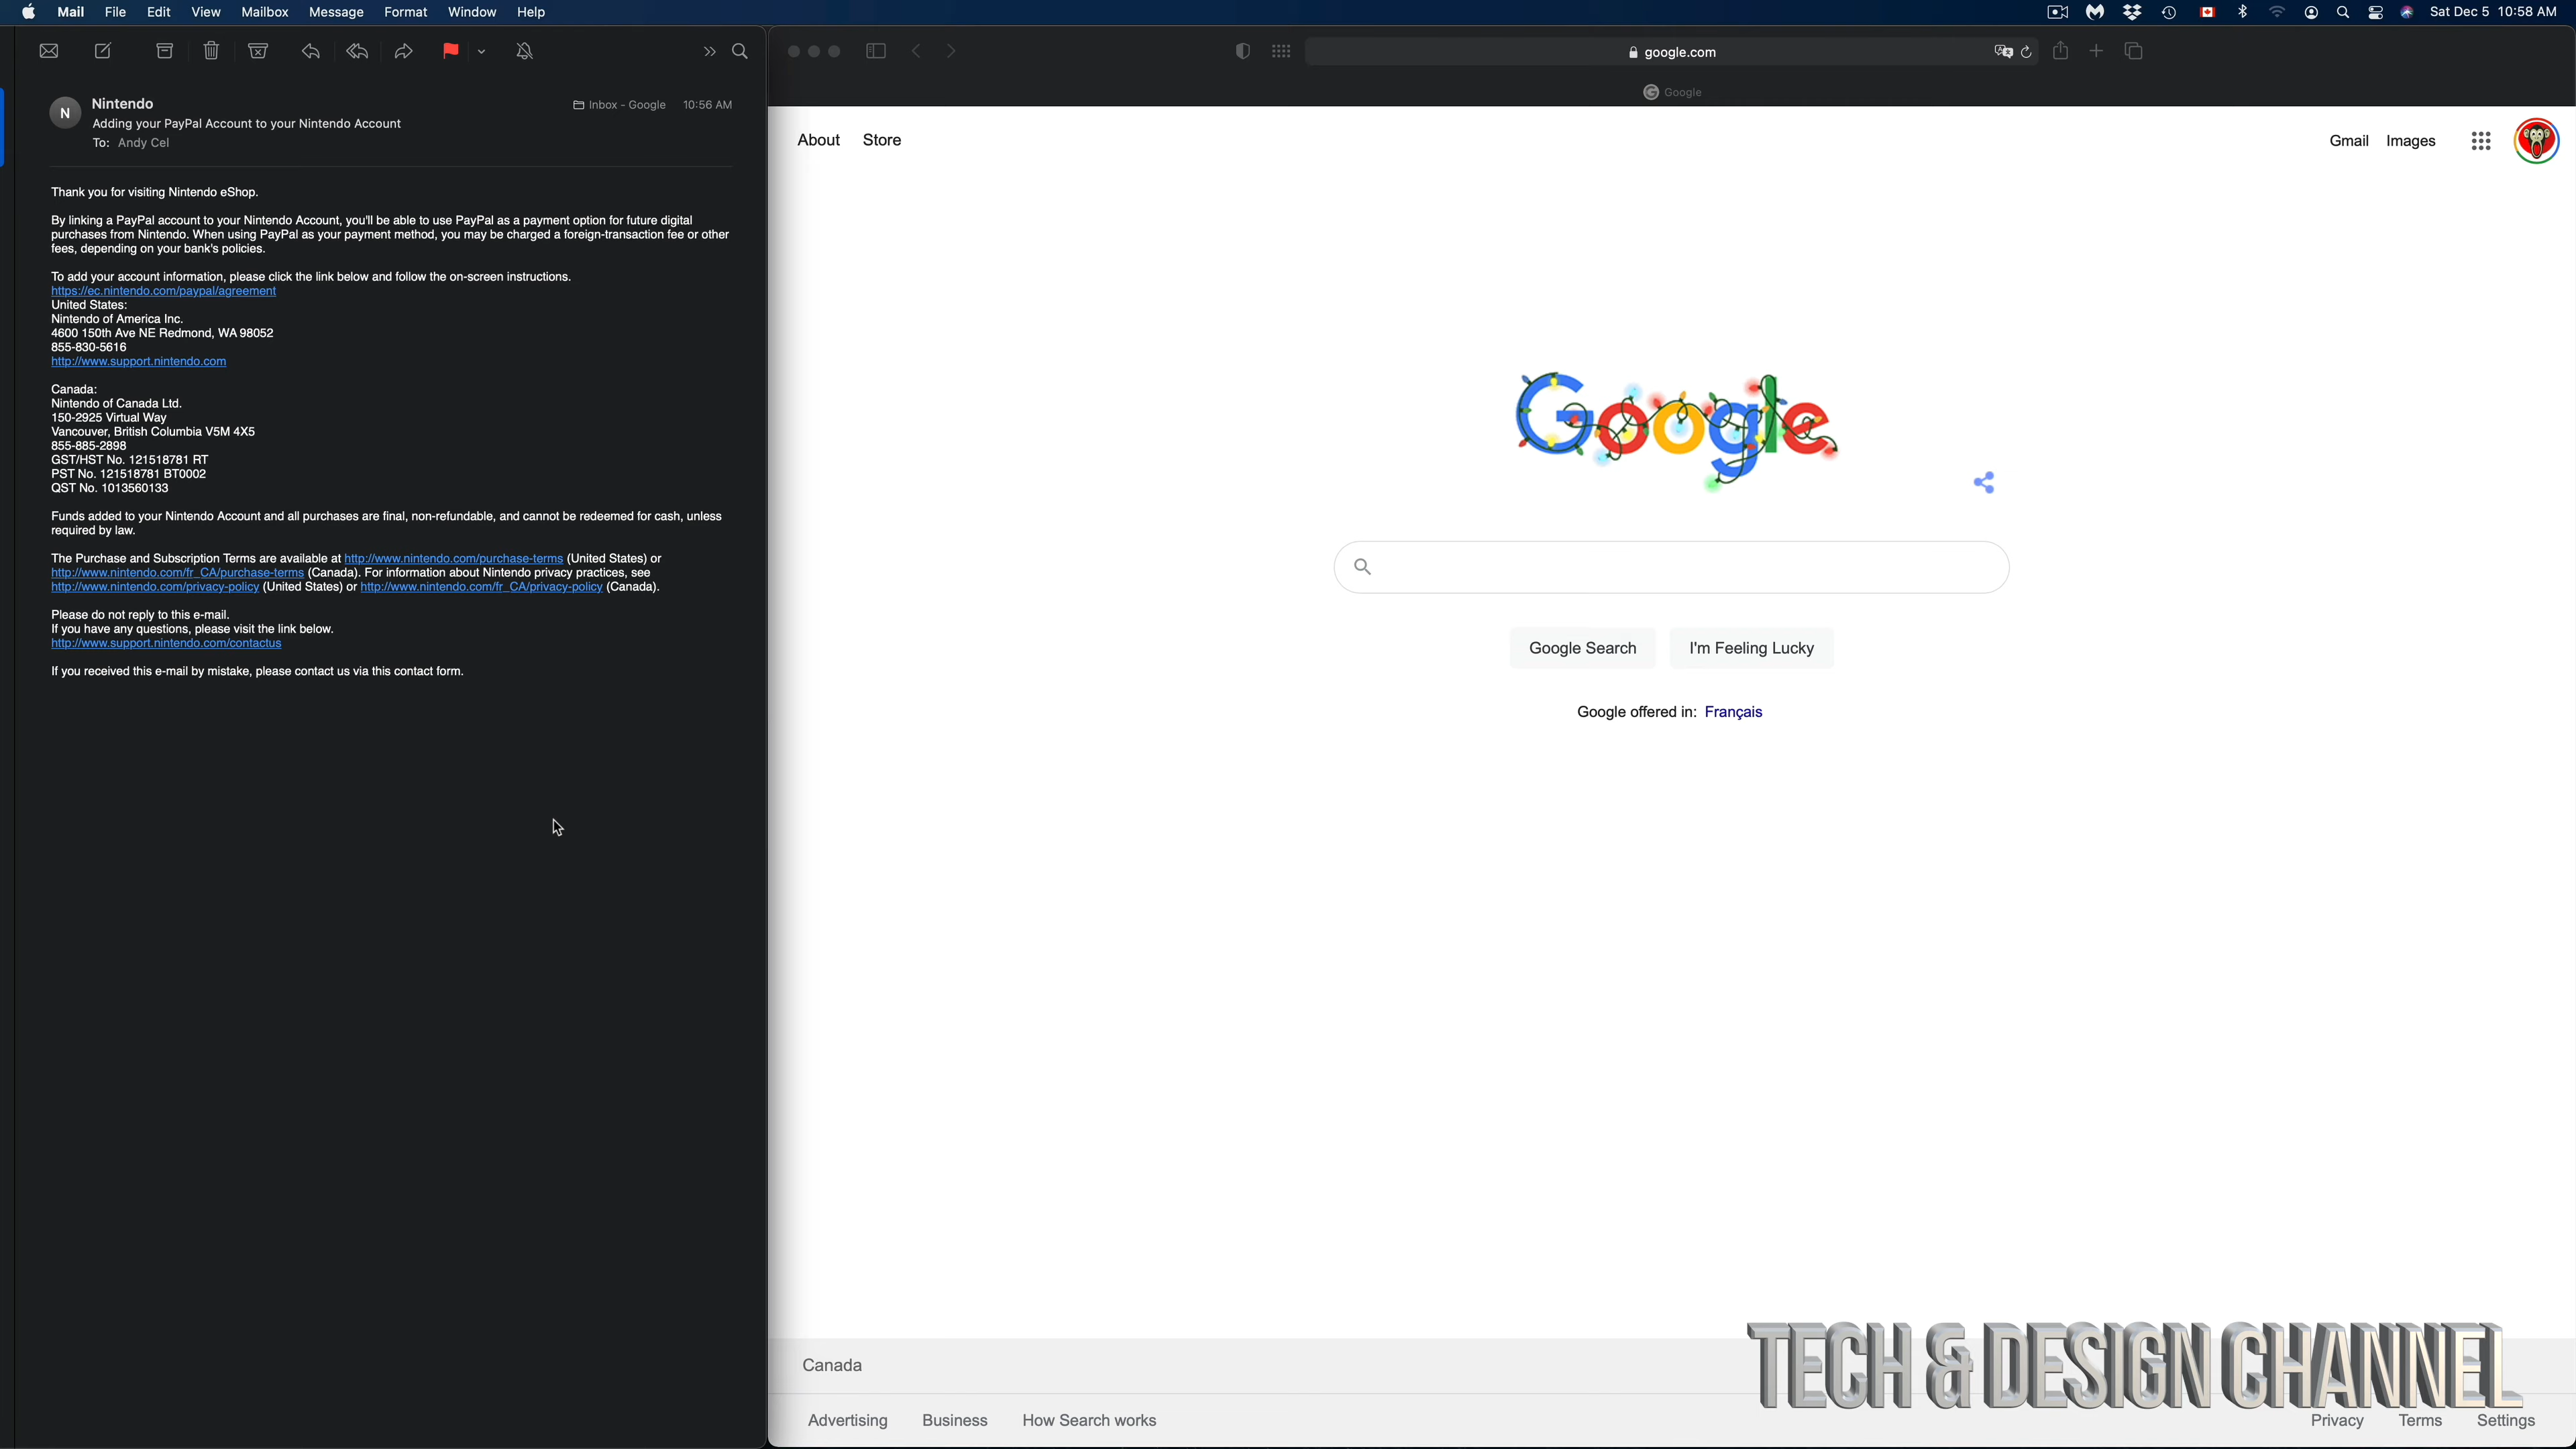 Mail File Edit View Mailbox Message Format Window Help
Sat Dec 5 10:58 AM
Nintendo
Inbox - Google 10:56 AM
Adding your PayPal Account to your Nintendo Account
To: Andy Cel
N
Thank you for visiting Nintendo eShop.
By linking a PayPal account to your Nintendo Account, you'll be able to use PayPal as a payment option for future digital
purchases from Nintendo. When using PayPal as your payment method, you may be charged a foreign-transaction fee or other
fees, depending on your bank's policies.
To add your account information, please click the link below and follow the on-screen instructions.
https://ec.nintendo.com/paypal/agreement
United States:
Nintendo of America Inc.
4600 150th Ave NE Redmond, WA 98052
855-830-5616
http://www.support.nintendo.com
Canada:
Nintendo of Canada Ltd.
150-2925 Virtual Way
Vancouver, British Columbia V5M 4X5
855-885-2898
GST/HST No. 121518781 RT
PST No. 121518781 BT0002
QST No. 1013560133
Funds added to your Nintendo Account and all purchases are final, non-refundable, and cannot be redeemed for cash, unless
required by law.
The Purchase and Subscription Terms are available at http://www.nintendo.com/purchase-terms (United States) or
http://www.nintendo.com/fr_CA/purchase-terms (Canada). For information about Nintendo privacy practices, see
http://www.nintendo.com/privacy-policy (United States) or http://www.nintendo.com/fr_CA/privacy-policy (Canada).
Please do not reply to this e-mail.
If you have any questions, please visit the link below.
http://www.support.nintendo.com/contactus
If you received this e-mail by mistake, please contact us via this contact form.
google.com
G Google
About Store
Gmail Images
Google
Google Search I'm Feeling Lucky
Google offered in: Français
Canada
TECH & DESIGN CHANNEL
Advertising Business How Search works
Privacy Terms Settings